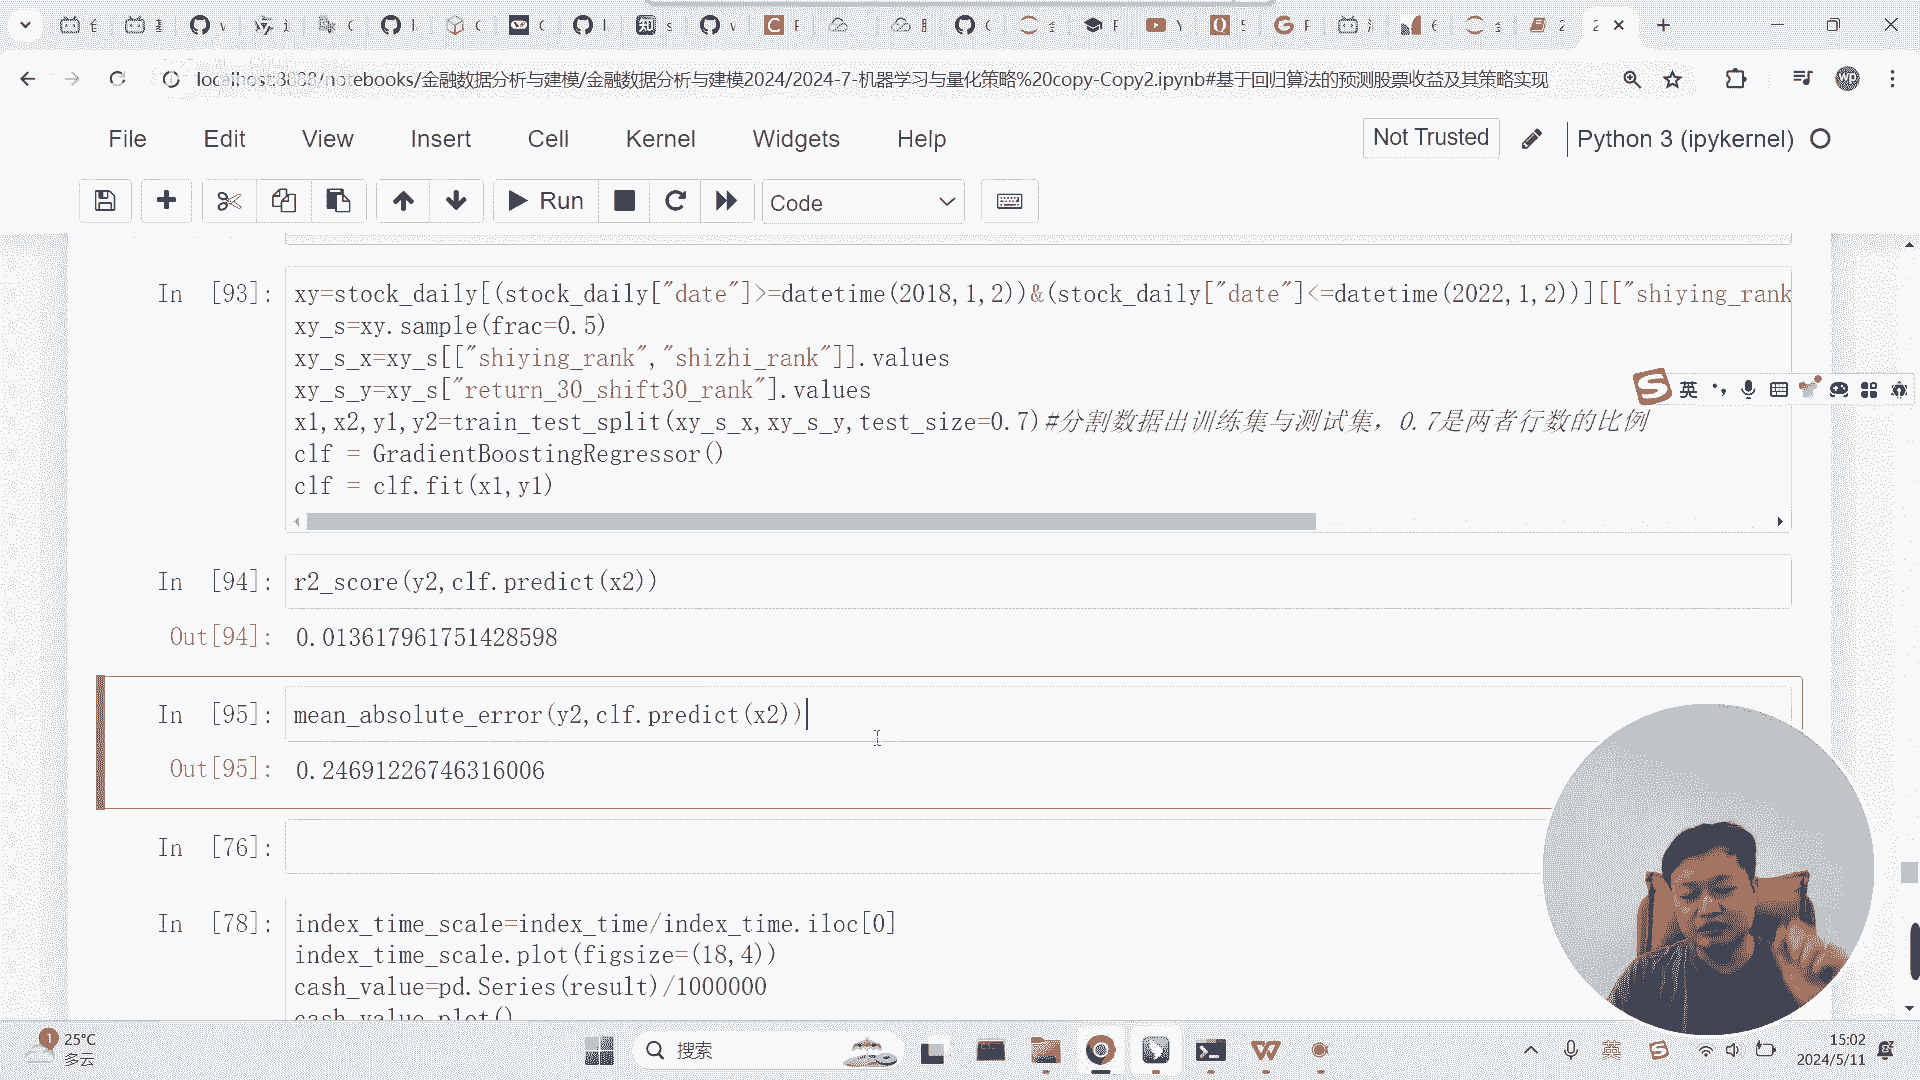 localhost:8888/notebooks/金融数据分析与建模/金融数据分析与建模2024/2024-7-机器学习与量化策略%20copy-Copy2.ipynb#基于回归算法的预测股票收益及其策略实现
File Edit View Insert Cell Kernel Widgets Help
Not Trusted
Python 3 (ipykernel)
Run
Code
In [93]:
xy=stock_daily[(stock_daily["date"]>=datetime(2018,1,2))&(stock_daily["date"]<=datetime(2022,1,2))][["shiying_rank
xy_s=xy.sample(frac=0.5)
xy_s_x=xy_s[["shiying_rank","shizhi_rank"]].values
xy_s_y=xy_s["return_30_shift30_rank"].values
x1,x2,y1,y2=train_test_split(xy_s_x,xy_s_y,test_size=0.7)#分割数据出训练集与测试集，0.7是两者行数的比例
clf = GradientBoostingRegressor()
clf = clf.fit(x1,y1)
In [94]: r2_score(y2,clf.predict(x2))
Out[94]: 0.013617961751428598
In [95]: mean_absolute_error(y2,clf.predict(x2))
Out[95]: 0.24691226746316006
In [76]:
In [78]: index_time_scale=index_time/index_time.iloc[0]
index_time_scale.plot(figsize=(18,4))
cash_value=pd.Series(result)/1000000
cash_value.plot()
英
25°C
多云
搜索
英
15:02
2024/5/11